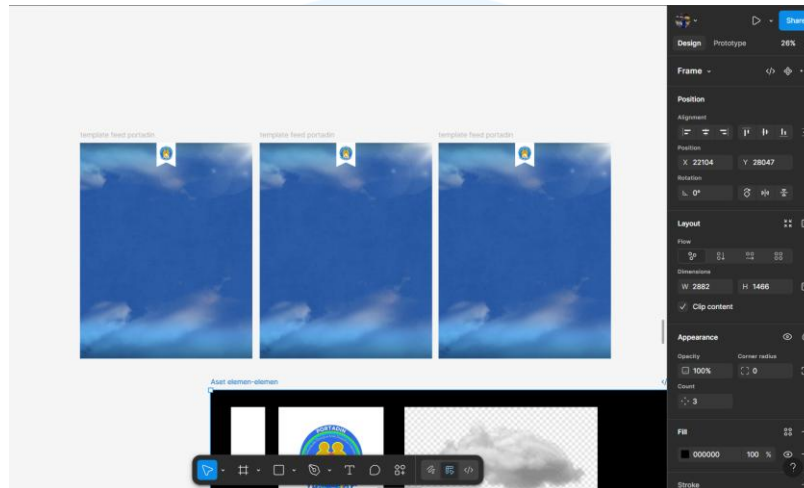 Share
Design Prototype 26%
Frame
Position
Alignment
Position
X 22104 Y 28047
Rotation
0°
Layout
Flow
Dimensions
W 2882 H 1466
Clip content
Appearance
Opacity Corner radius
100% 0
Count
3
Fill
000000 100 %
Stroke
template feed portadin template feed portadin template feed portadin
Aset elemen-elemen
PORTADIN
T
?